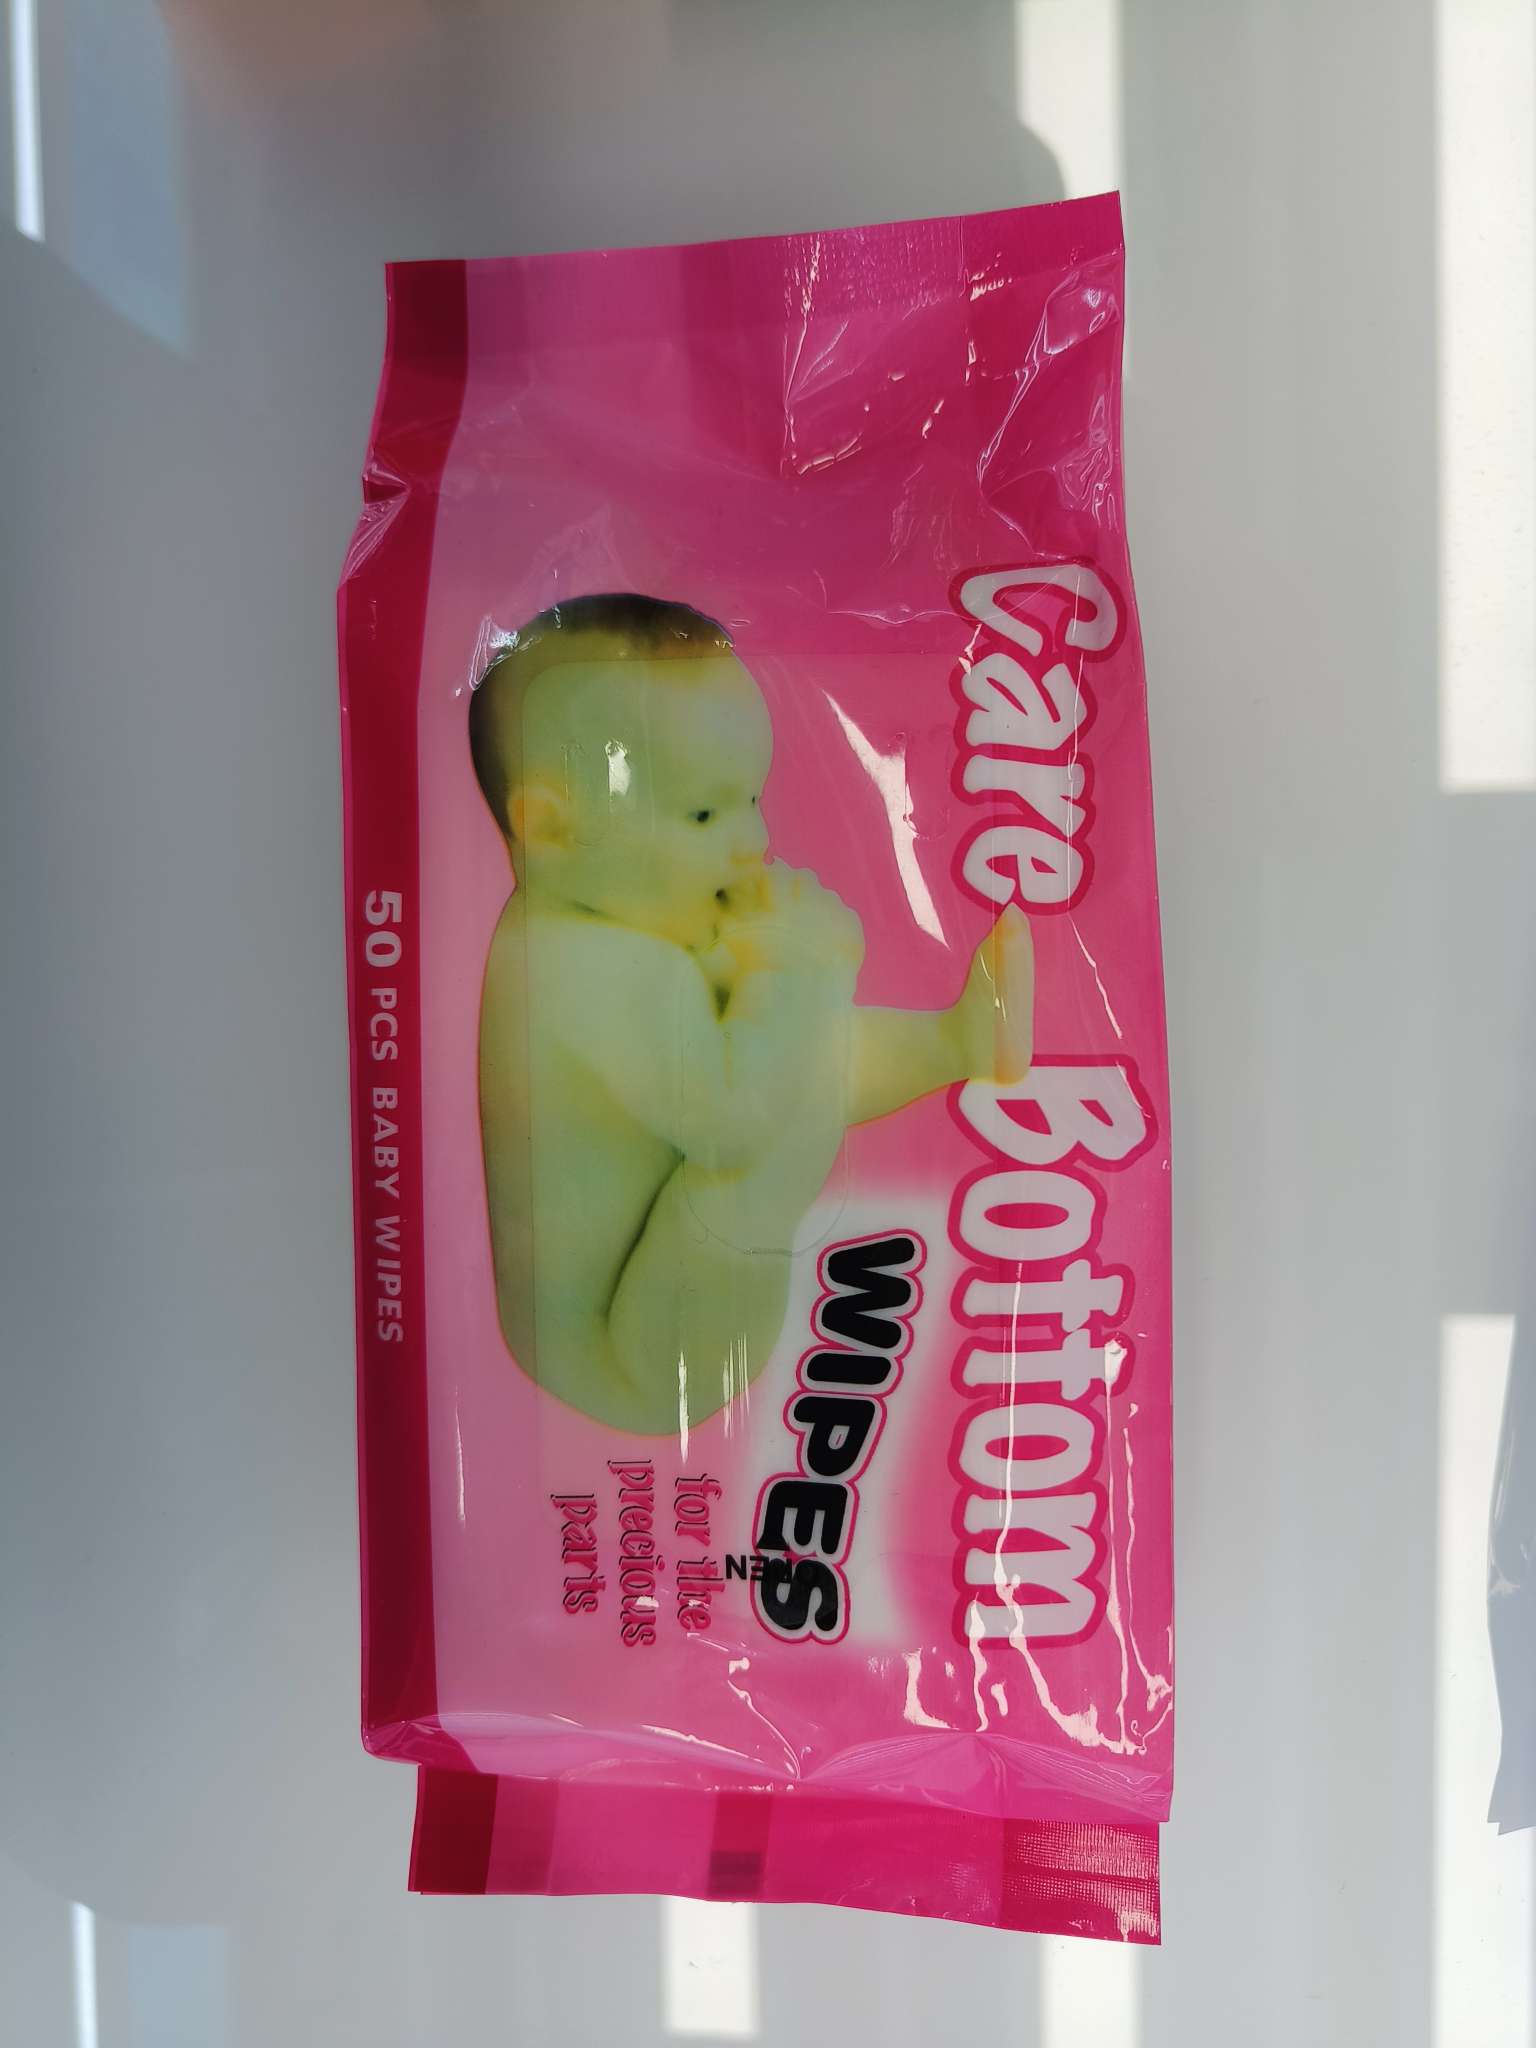 Care Bottom
WIPES
OPEN
for the
precious
parts
50 PCS BABY WIPES